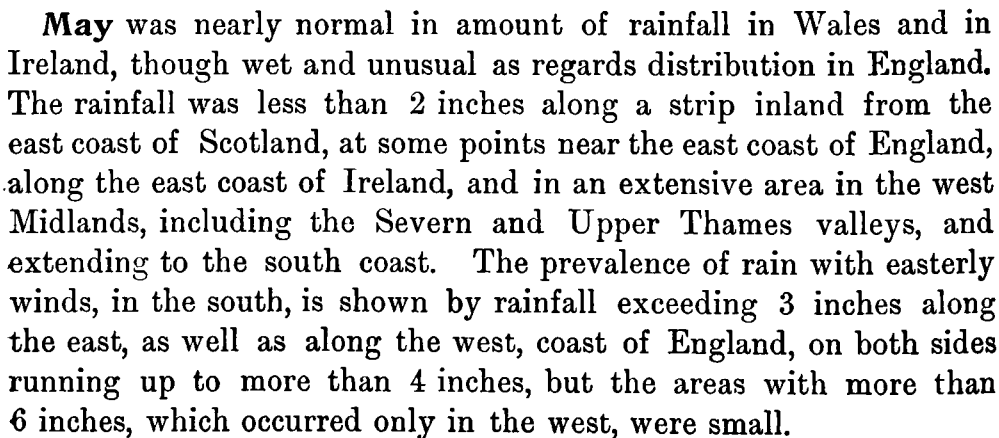 May was nearly normal in amount of rainfall in Wales and in
Ireland, though wet and unusual as regards distribution in England.
The rainfall was less than 2 inches along a strip inland from the
east coast of Scotland, at some points near the east coast of England,
along the east coast of Ireland, and in an extensive area in the west
Midlands, including the Severn and Upper Thames valleys, and
extending to the south coast. The prevalence of rain with easterly
winds, in the south, is shown by rainfall exceeding 3 inches along
the east, as well as along the west, coast of England, on both sides
running up to more than 4 inches, but the areas with more than
6 inches, which occurred only in the west, were small.